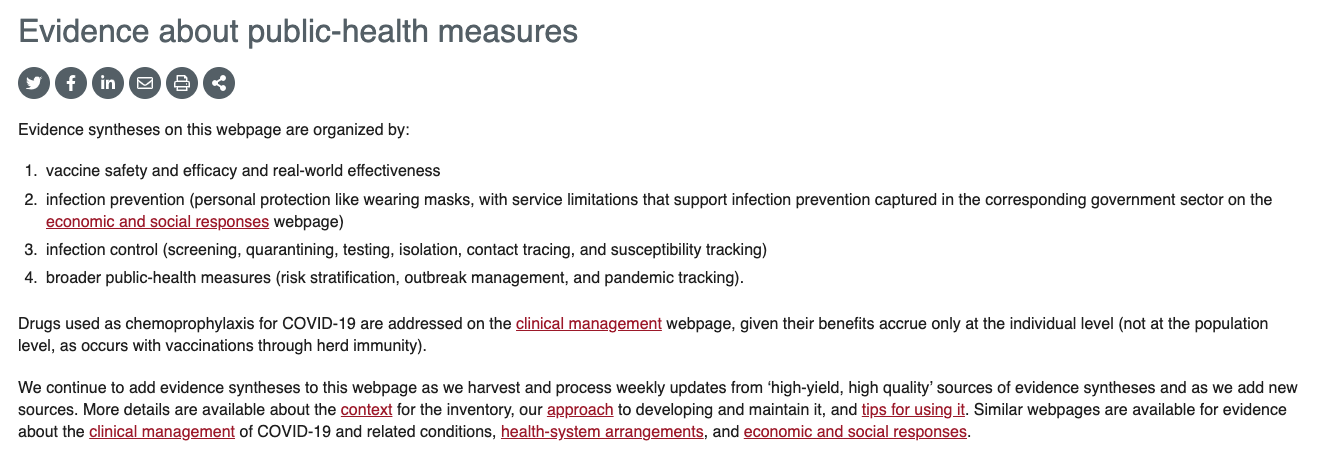 Evidence about public-health measures
Evidence syntheses on this webpage are organized by:
1. vaccine safety and efficacy and real-world effectiveness
2. infection prevention (personal protection like wearing masks, with service limitations that support infection prevention captured in the corresponding government sector on the
economic and social responses webpage)
3. infection control (screening, quarantining, testing, isolation, contact tracing, and susceptibility tracking)
4. broader public-health measures (risk stratification, outbreak management, and pandemic tracking).
Drugs used as chemoprophylaxis for COVID-19 are addressed on the clinical management webpage, given their benefits accrue only at the individual level (not at the population
level, as occurs with vaccinations through herd immunity).
We continue to add evidence syntheses to this webpage as we harvest and process weekly updates from ‘high-yield, high quality’ sources of evidence syntheses and as we add new
sources. More details are available about the context for the inventory, our approach to developing and maintain it, and tips for using it. Similar webpages are available for evidence
about the clinical management of COVID-19 and related conditions, health-system arrangements, and economic and social responses.